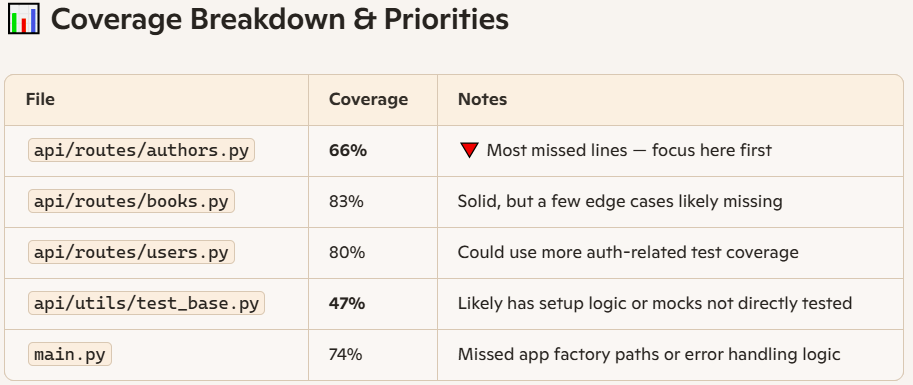 Coverage Breakdown & Priorities
File Coverage Notes
api/routes/authors.py 66% Most missed lines — focus here first
api/routes/books.py 83% Solid, but a few edge cases likely missing
api/routes/users.py 80% Could use more auth-related test coverage
api/utils/test_base.py 47% Likely has setup logic or mocks not directly tested
main.py 74% Missed app factory paths or error handling logic